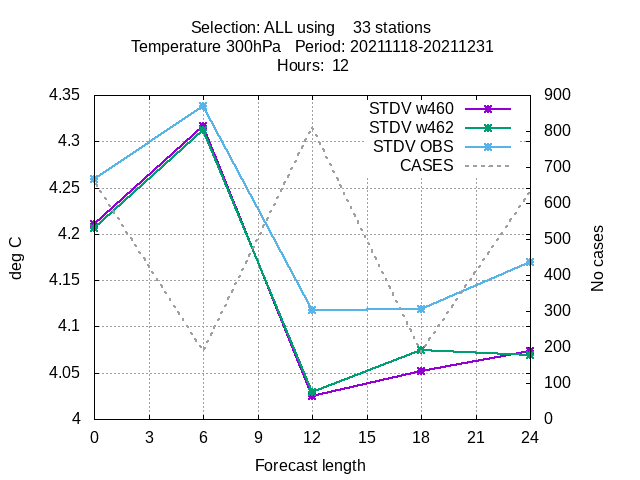 Selection: ALL using    33 stations
Temperature 300hPa   Period: 20211118-20211231
Hours:  12
4.35
4.3
4.25
4.2
4.15
4.1
4.05
4
deg C
STDV w460
STDV w462
STDV OBS
CASES
900
800
700
600
500
400
300
200
100
0
No cases
0 3 6 9 12 15 18 21 24
Forecast length